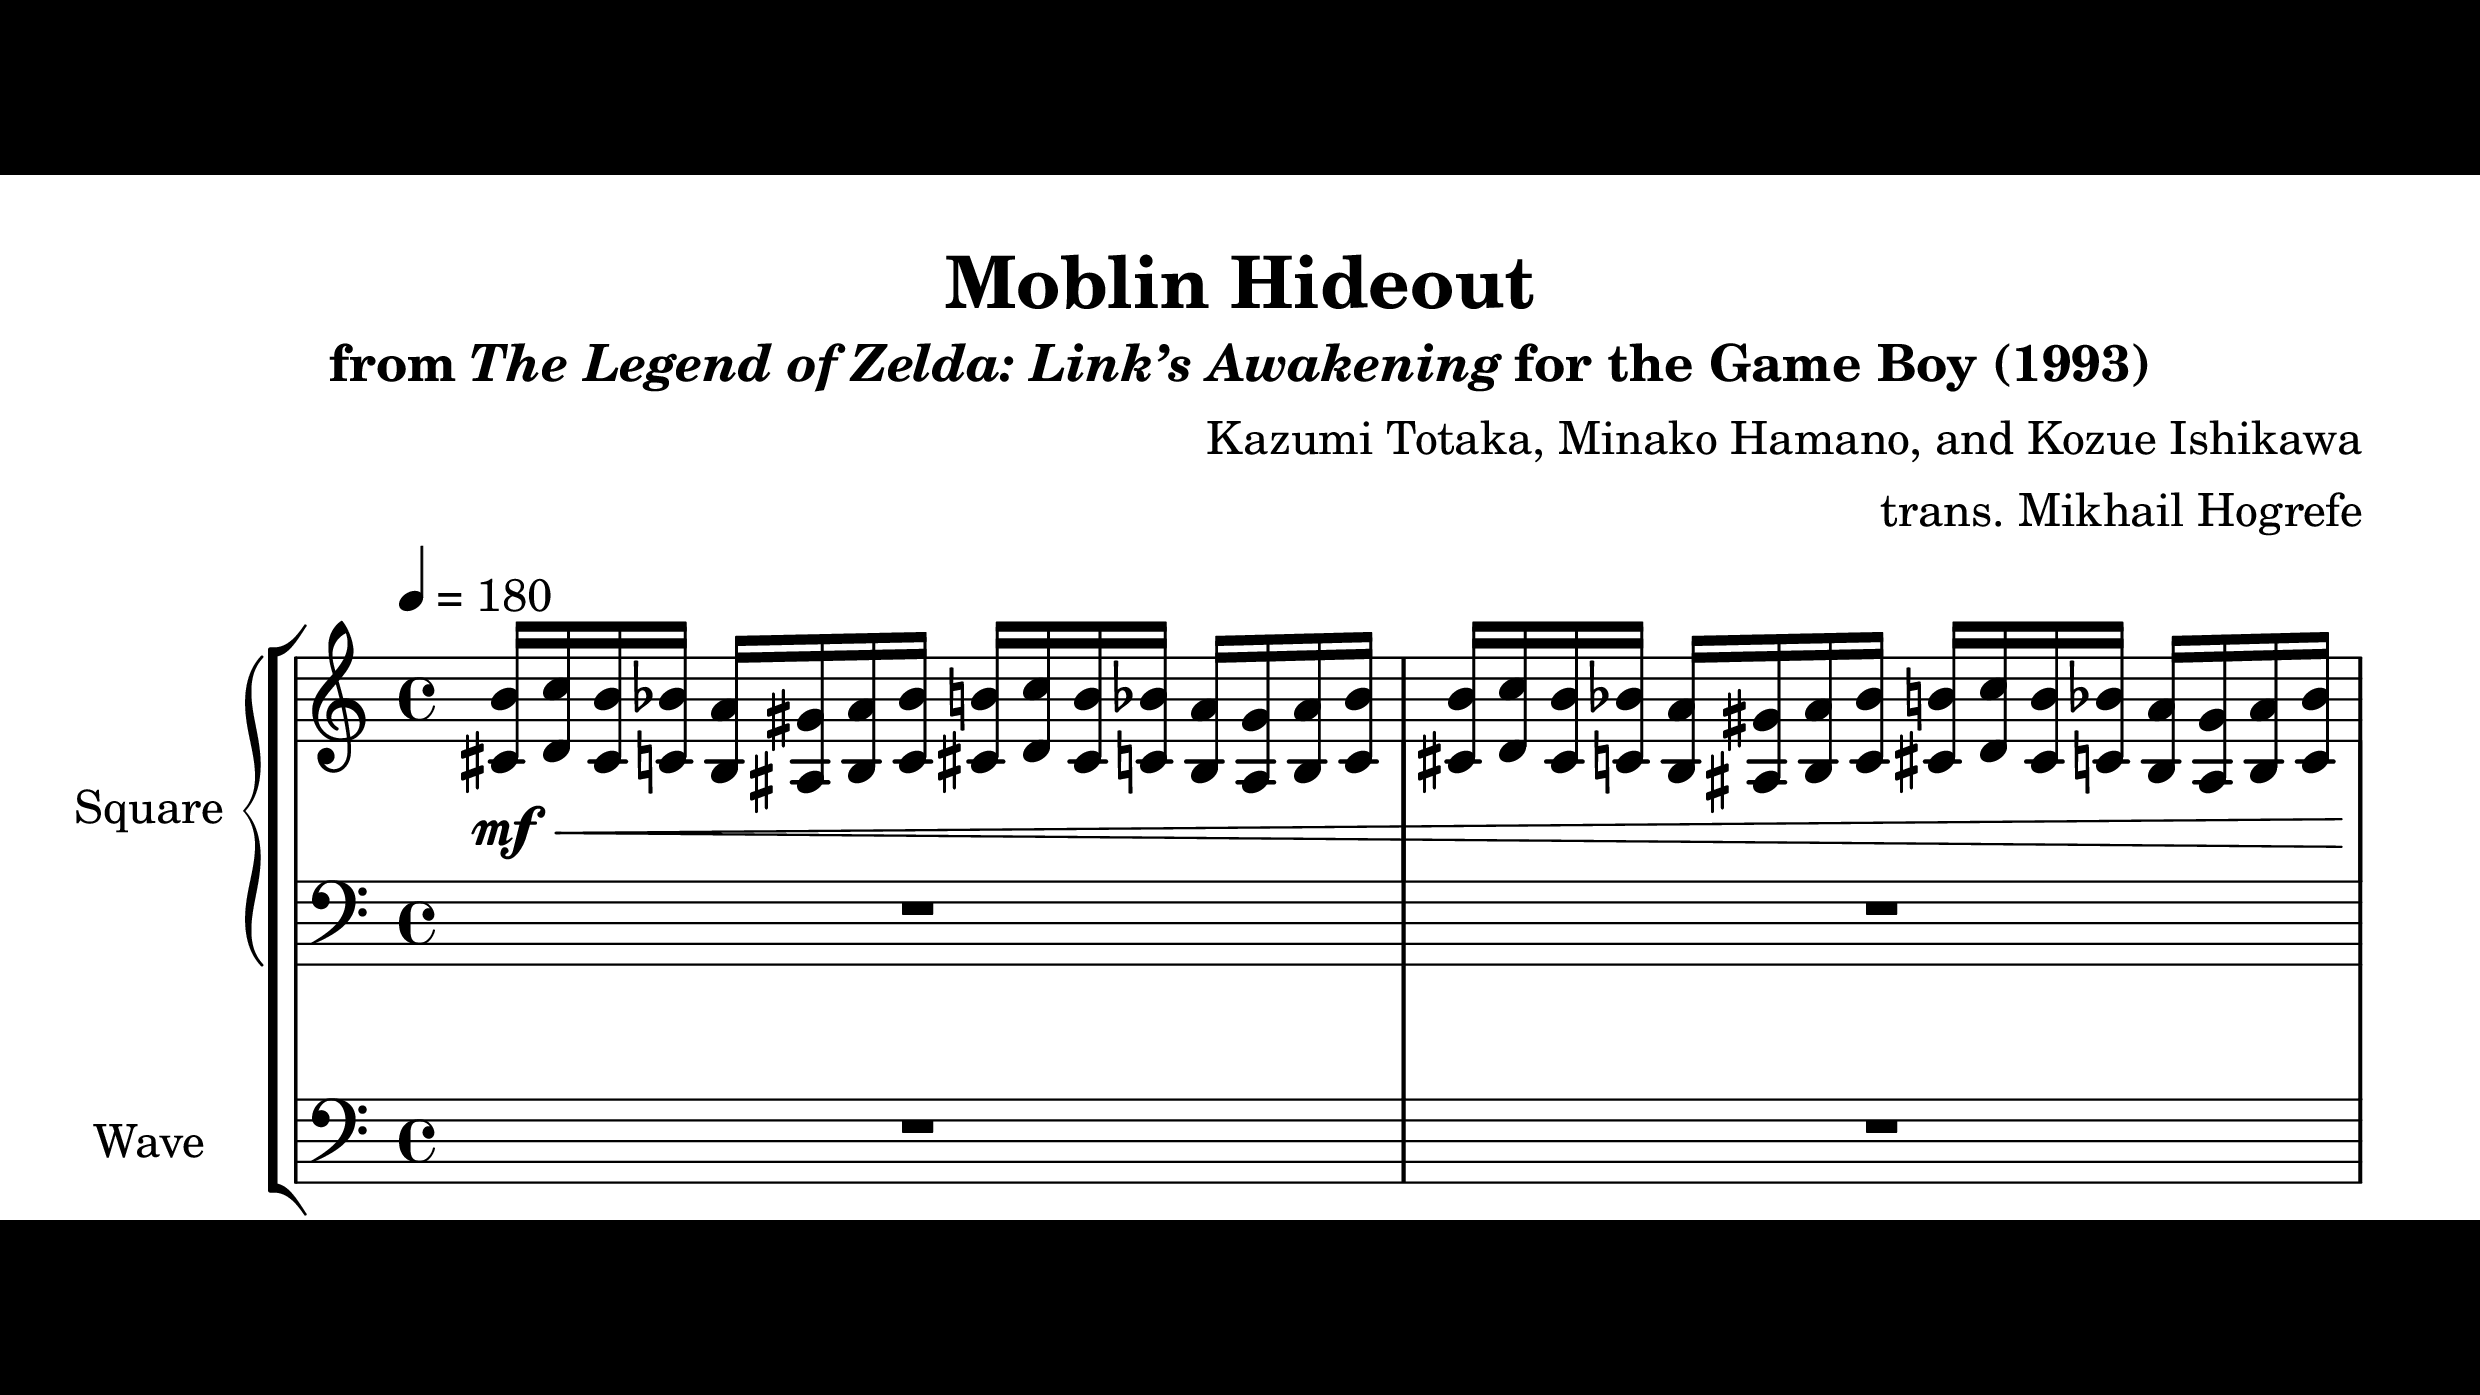 Moblin Hideout
from The Legend of Zelda: Link’s Awakening for the Game Boy (1993)
Kazumi Totaka, Minako Hamano, and Kozue Ishikawa
trans. Mikhail Hogrefe
= 180
Square
mf
Wave